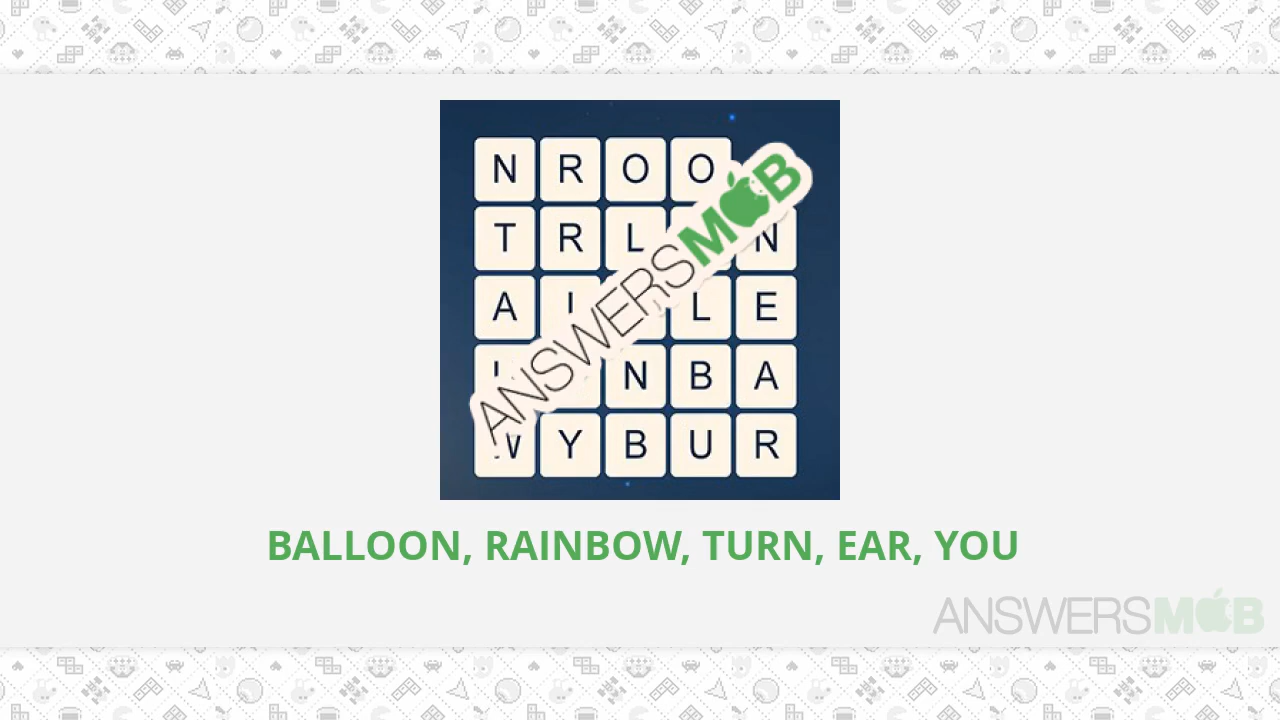 N R O O
T R L N
A I L E
N B A
W Y B U R
ANSWERSMOB
BALLOON, RAINBOW, TURN, EAR, YOU
ANSWERSMOB